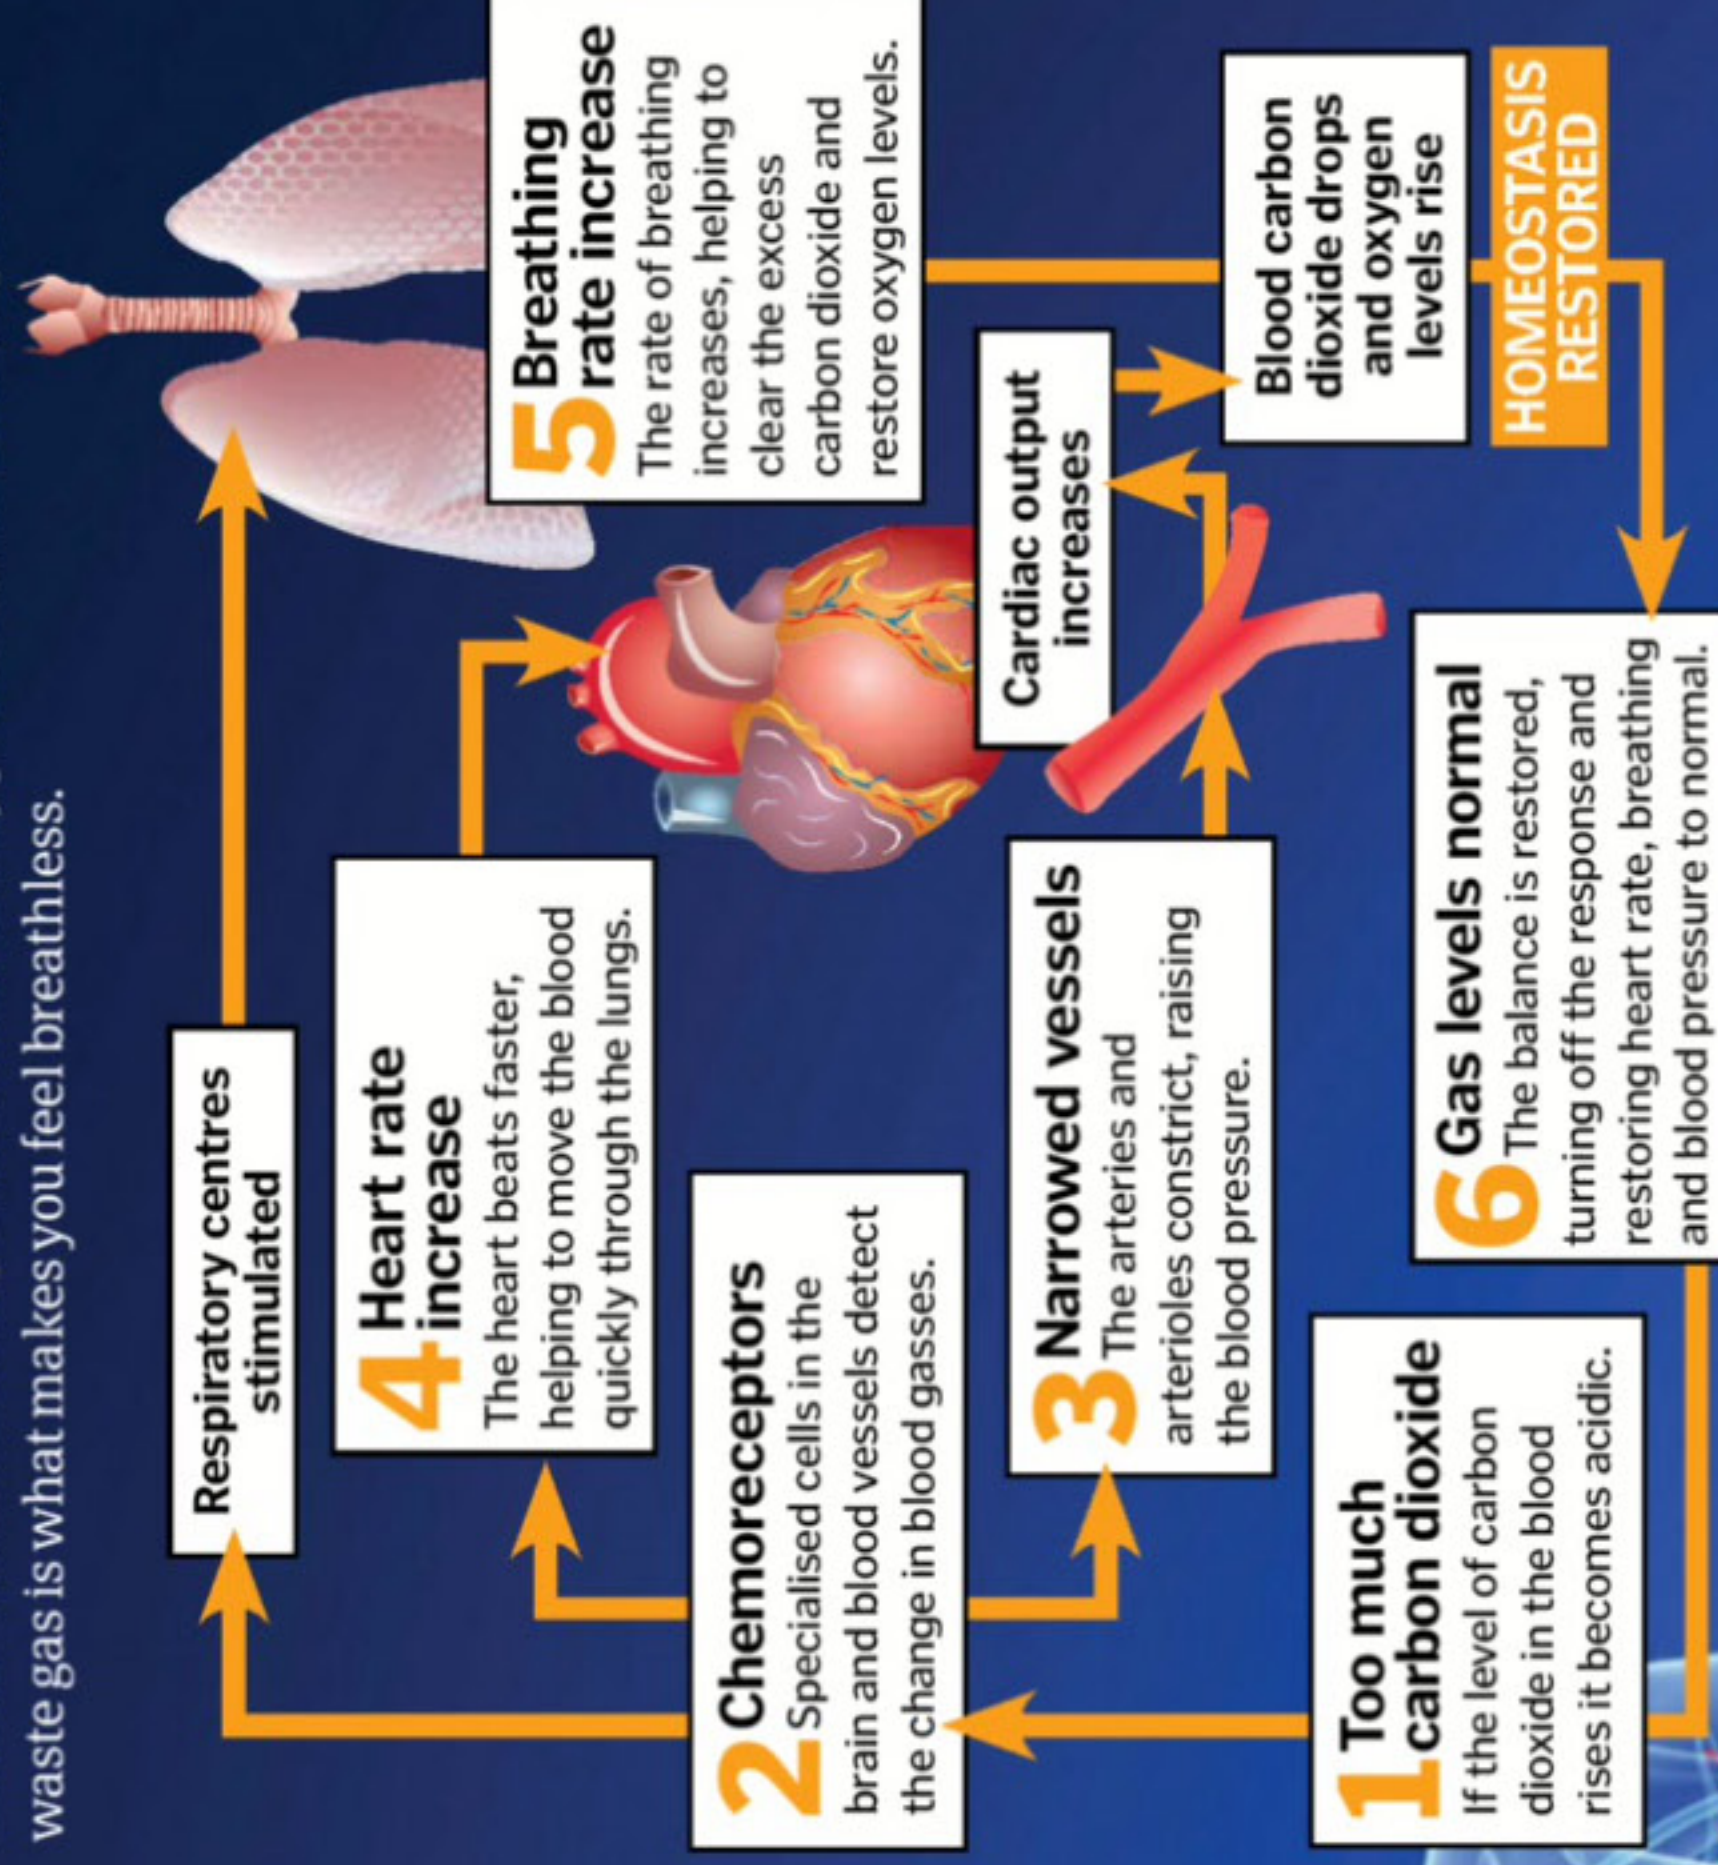 waste gas is what makes you feel breathless.
Respiratory centres
stimulated
4 Heart rate
increase
The heart beats faster,
helping to move the blood
quickly through the lungs.
5 Breathing
rate increase
The rate of breathing
increases, helping to
clear the excess
carbon dioxide and
restore oxygen levels.
2 Chemoreceptors
Specialised cells in the
brain and blood vessels detect
the change in blood gasses.
3 Narrowed vessels
The arteries and
arterioles constrict, raising
the blood pressure.
Cardiac output
increases
Blood carbon
dioxide drops
and oxygen
levels rise
HOMEOSTASIS
RESTORED
1 Too much
carbon dioxide
If the level of carbon
dioxide in the blood
rises it becomes acidic.
6 Gas levels normal
The balance is restored,
turning off the response and
restoring heart rate, breathing
and blood pressure to normal.